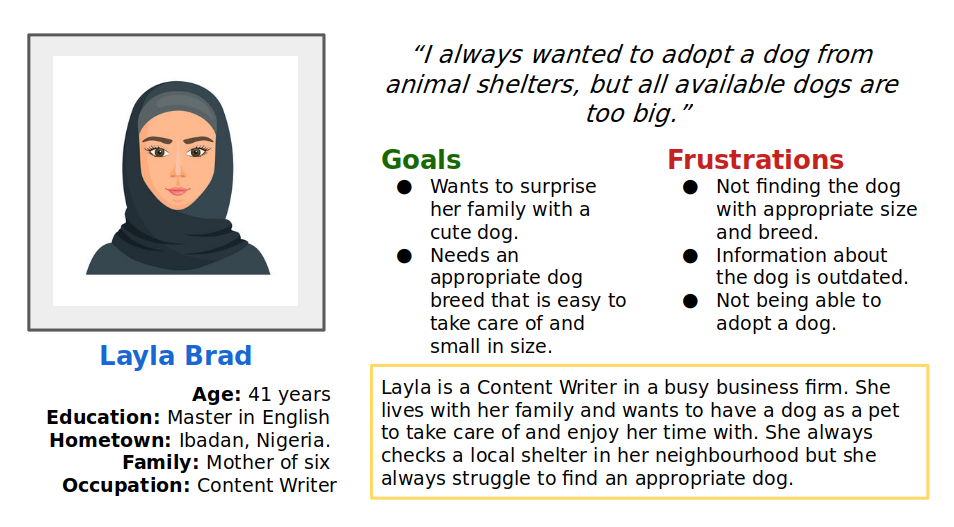 “I always wanted to adopt a dog from
animal shelters, but all available dogs are
too big.”
Goals
● Wants to surprise
her family with a
cute dog.
● Needs an
appropriate dog
breed that is easy to
take care of and
small in size.
Frustrations
● Not finding the dog
with appropriate size
and breed.
● Information about
the dog is outdated.
● Not being able to
adopt a dog.
Layla Brad
Age: 41 years
Education: Master in English
Hometown: Ibadan, Nigeria.
Family: Mother of six
Occupation: Content Writer
Layla is a Content Writer in a busy business firm. She
lives with her family and wants to have a dog as a pet
to take care of and enjoy her time with. She always
checks a local shelter in her neighbourhood but she
always struggle to find an appropriate dog.